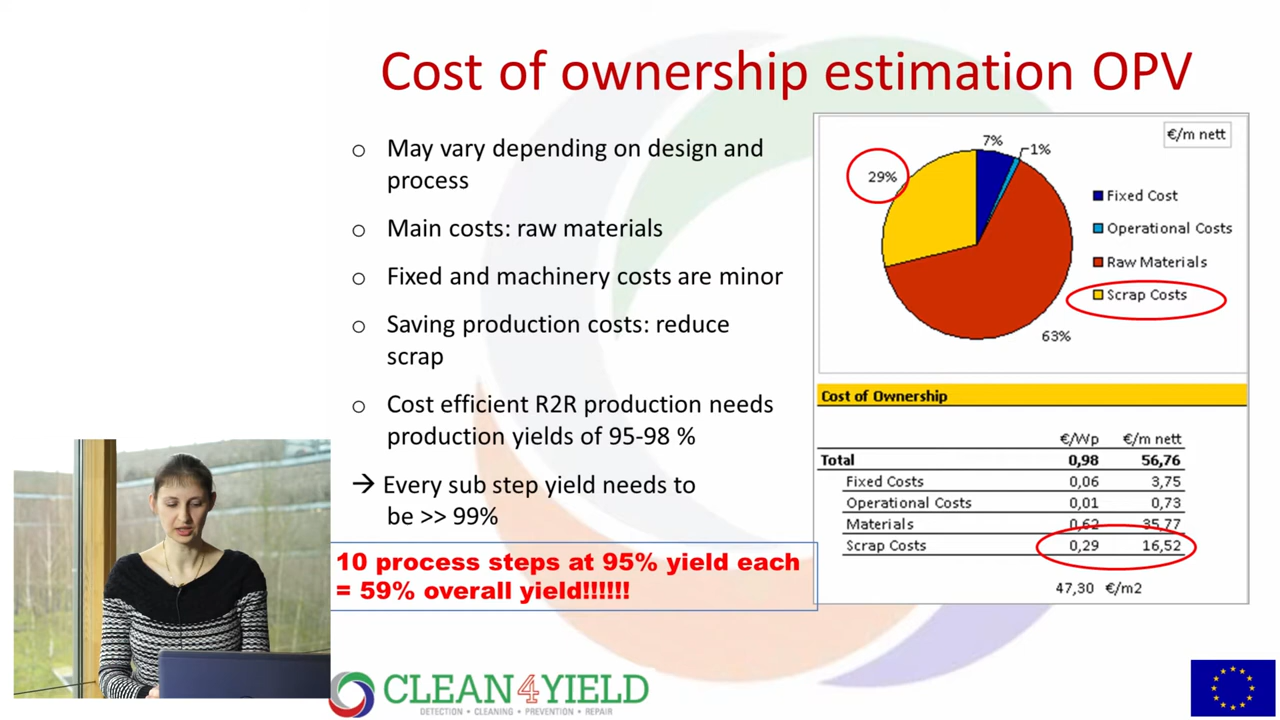 Cost of ownership estimation OPV
o May vary depending on design and
process
o Main costs: raw materials
o Fixed and machinery costs are minor
o Saving production costs: reduce
scrap
o Cost efficient R2R production needs
production yields of 95-98 %
→ Every sub step yield needs to
be >> 99%
10 process steps at 95% yield each
= 59% overall yield!!!!!!
€/m nett
7%
1%
29%
63%
Fixed Cost
Operational Costs
Raw Materials
Scrap Costs
Cost of Ownership
€/Wp €/m nett
Total 0,98 56,76
Fixed Costs 0,06 3,75
Operational Costs 0,01 0,73
Materials 0,62 35,77
Scrap Costs 0,29 16,52
47,30 €/m2
CLEAN4YIELD
DETECTION • CLEANING • PREVENTION • REPAIR